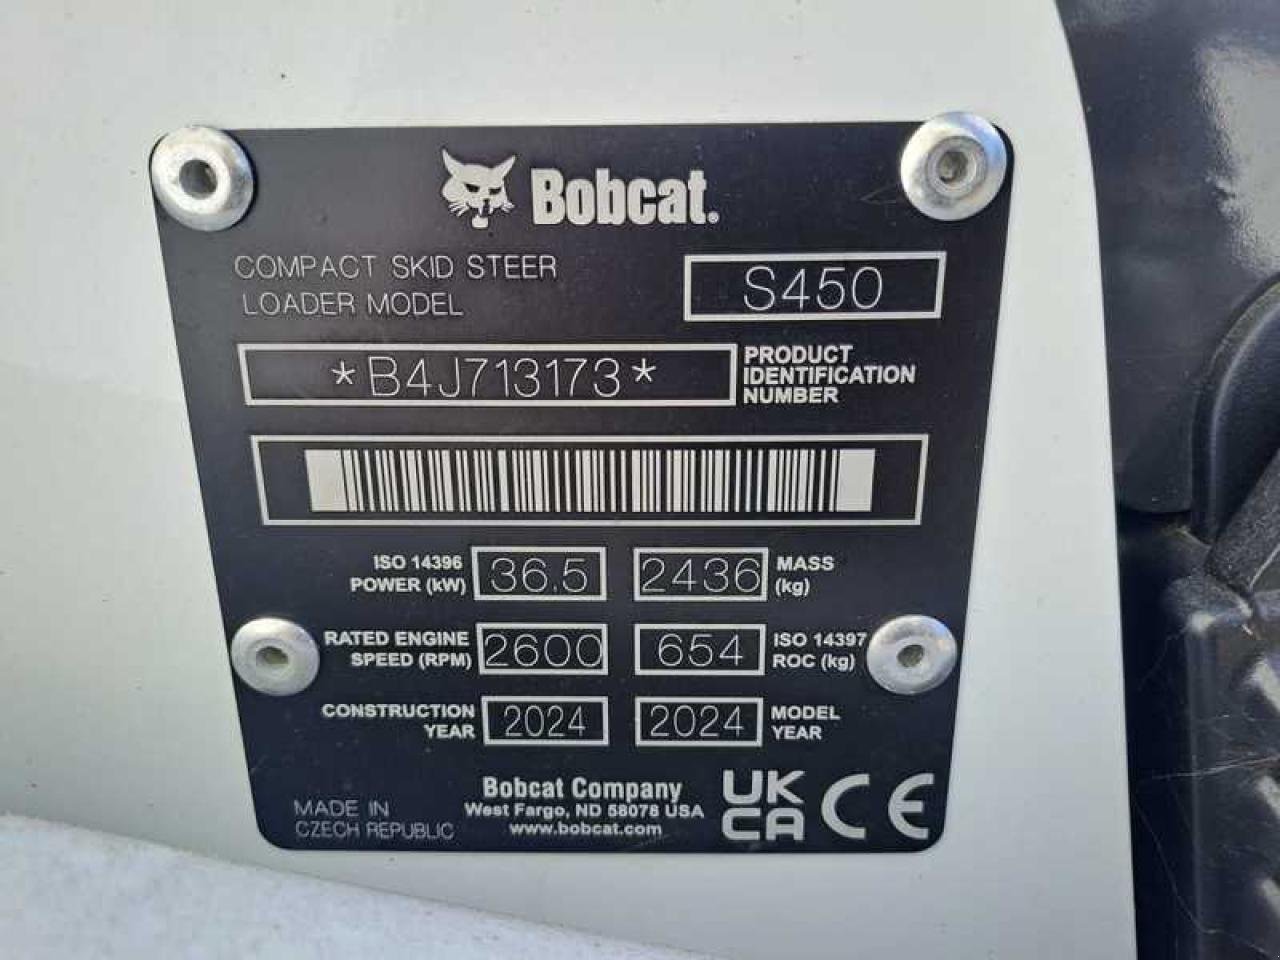 Bobcat.
COMPACT SKID STEER
LOADER MODEL
S450
*B4J713173*
PRODUCT
IDENTIFICATION
NUMBER
ISO 14396
POWER (kW)
36.5
2436
MASS
(kg)
RATED ENGINE
SPEED (RPM)
2600
654
ISO 14397
ROC (kg)
CONSTRUCTION
YEAR
2024
2024
MODEL
YEAR
MADE IN
CZECH REPUBLIC
Bobcat Company
West Fargo, ND 58078 USA
www.bobcat.com
UK
CA
CE